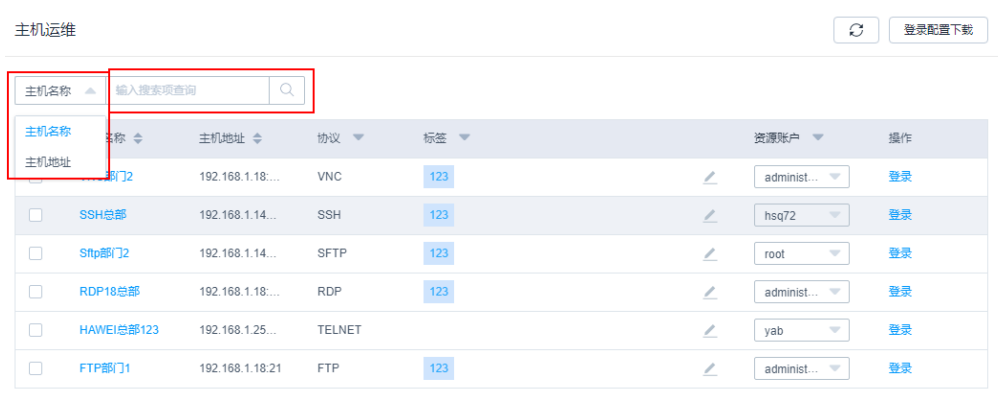 主机运维
登录配置下载
主机名称 输入搜索项查询
主机名称
主机地址
名称 主机地址 协议 标签 资源账户 操作
部门2 192.168.1.18:... VNC 123 administ... 登录
SSH总部 192.168.1.14... SSH 123 hsq72 登录
Sftp部门2 192.168.1.14... SFTP 123 root 登录
RDP18总部 192.168.1.18:... RDP 123 administ... 登录
HAWEI总部123 192.168.1.25... TELNET yab 登录
FTP部门1 192.168.1.18:21 FTP 123 administ... 登录